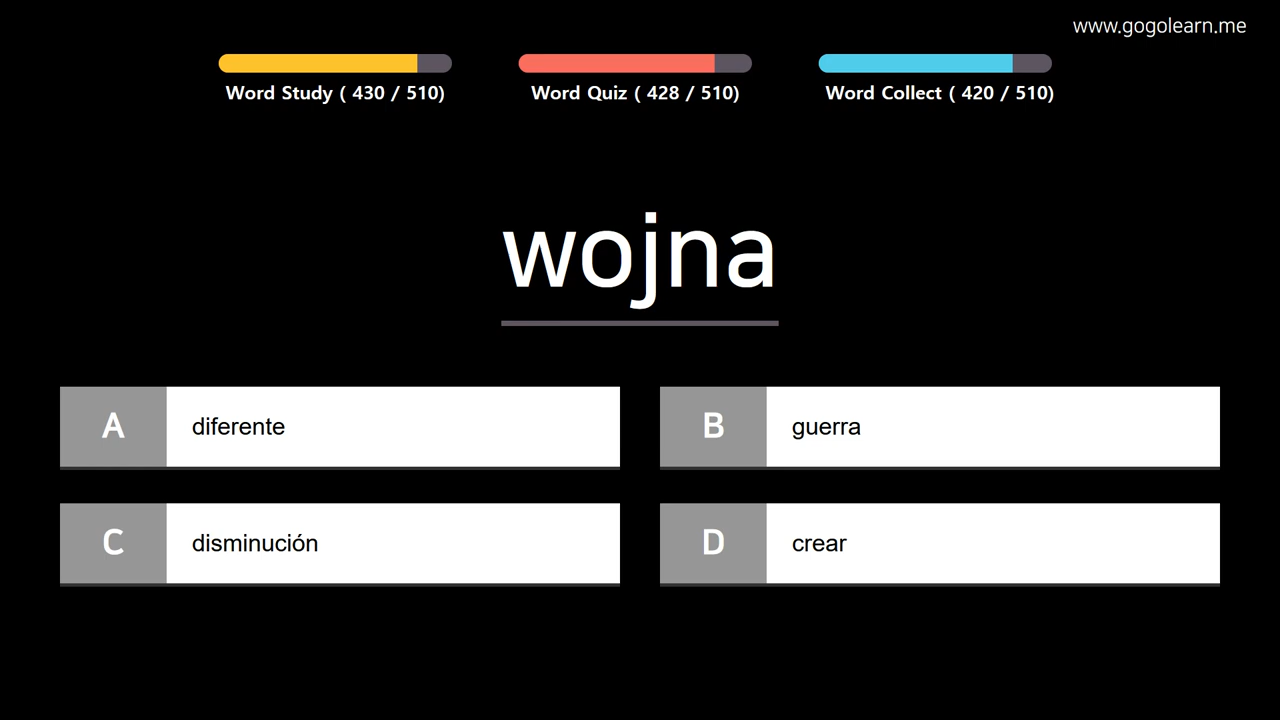 www.gogolearn.me
Word Study ( 430 / 510)
Word Quiz ( 428 / 510)
Word Collect ( 420 / 510)
wojna
A diferente
B guerra
C disminución
D crear